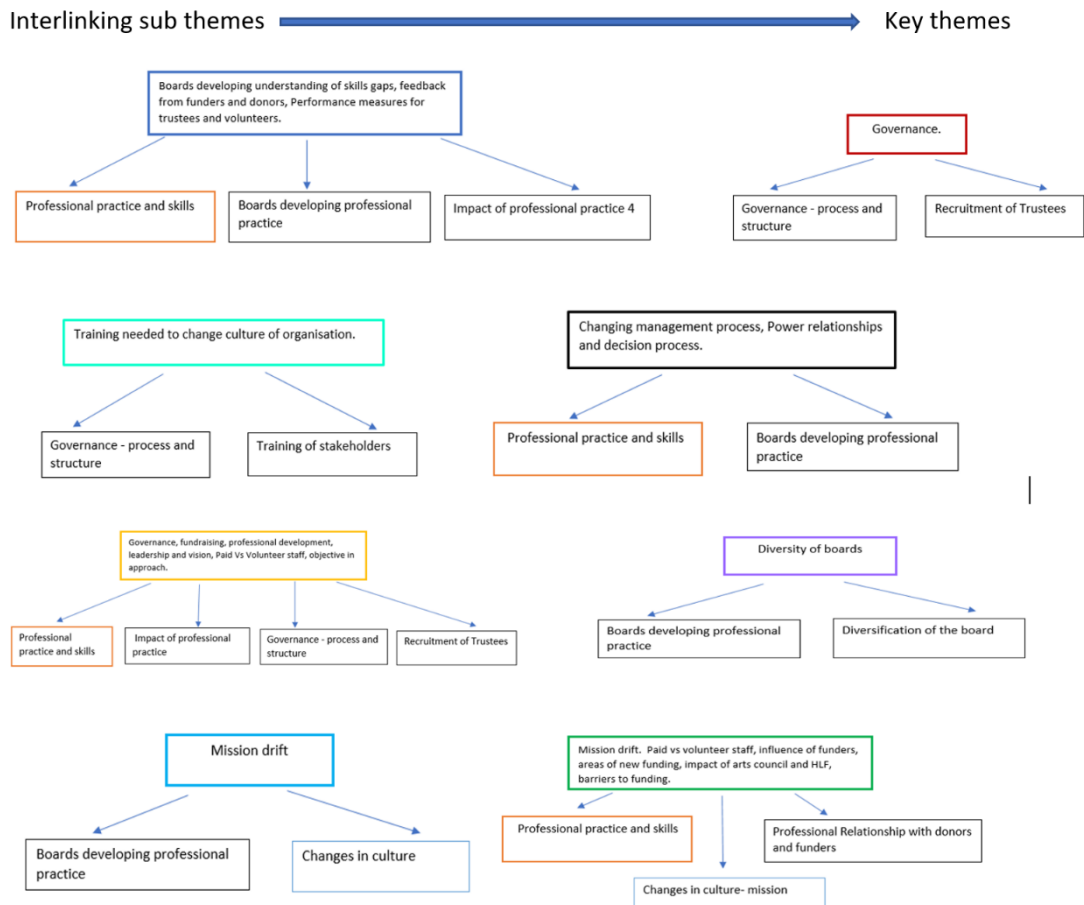 Interlinking sub themes
Key themes
Boards developing understanding of skills gaps, feedback
from funders and donors, Performance measures for
trustees and volunteers.
Governance.
Professional practice and skills
Boards developing professional
practice
Impact of professional practice 4
Governance - process and
structure
Recruitment of Trustees
Training needed to change culture of organisation.
Changing management process, Power relationships
and decision process.
Governance - process and
structure
Training of stakeholders
Professional practice and skills
Boards developing professional
practice
Governance, fundraising, professional development,
leadership and vision, Paid Vs Volunteer staff, objective in
approach.
Diversity of boards
Professional
practice and skills
Impact of professional
practice
Governance - process and
structure
Recruitment of Trustees
Boards developing professional
practice
Diversification of the board
Mission drift
Mission drift.  Paid vs volunteer staff, influence of funders,
areas of new funding, impact of arts council and HLF,
barriers to funding.
Boards developing professional
practice
Changes in culture
Professional practice and skills
Professional Relationship with donors
and funders
Changes in culture- mission